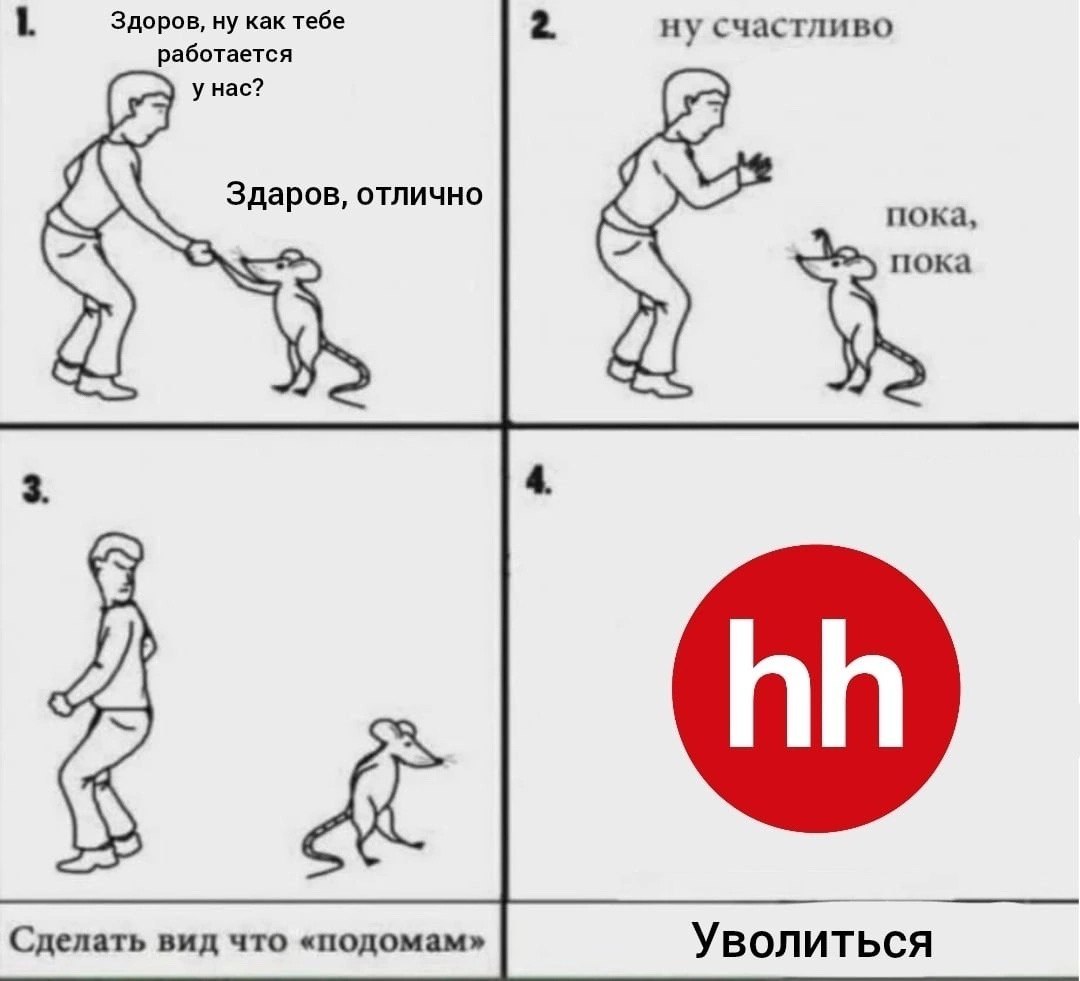 1.
Здоров, ну как тебе
работается
у нас?
Здаров, отлично
2.
ну счастливо
пока,
пока
3.
Сделать вид что «подомам»
4.
hh
Уволиться